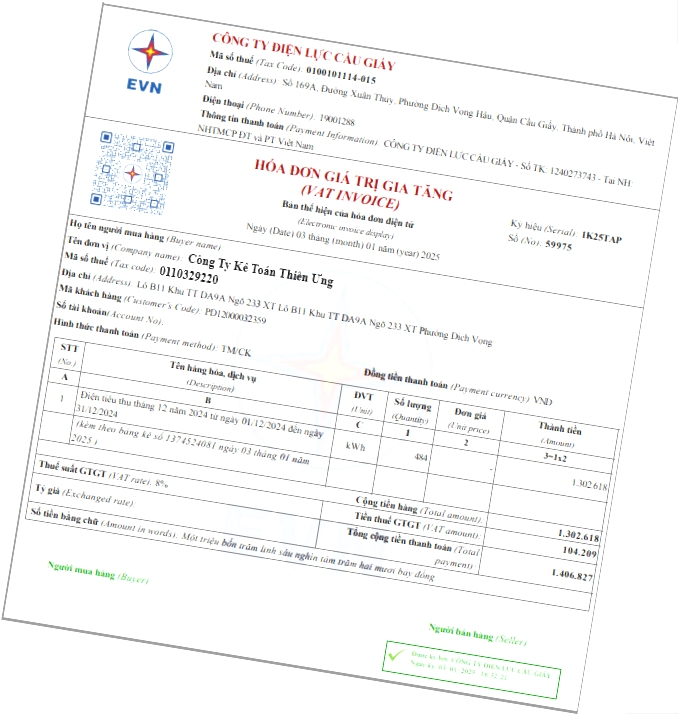 EVN
CÔNG TY ĐIỆN LỰC CẦU GIẤY
Mã số thuế (Tax Code): 0100101114-015
Địa chỉ (Address): Số 169A, Đường Xuân Thuỷ, Phường Dịch Vọng Hậu, Quận Cầu Giấy, Thành phố Hà Nội, Việt
Nam
Điện thoại (Phone Number): 19001288
Thông tin thanh toán (Payment Information): CÔNG TY ĐIỆN LỰC CẦU GIẤY - Số TK: 1240273743 - Tại NH:
NHTMCP ĐT và PT Việt Nam
HÓA ĐƠN GIÁ TRỊ GIA TĂNG
(VAT INVOICE)
Bản thể hiện của hóa đơn điện tử
(Electronic invoice display)
Ngày (Date) 03 tháng (month) 01 năm (year) 2025
Ký hiệu (Serial): 1K25TAP
Số (No): 59975
Họ tên người mua hàng (Buyer name)
Tên đơn vị (Company name): Công Ty Kế Toán Thiên Ưng
Mã số thuế (Tax code): 0110329220
Địa chỉ (Address): Lô B11 Khu TT DA9A Ngõ 233 XT Lô B11 Khu TT DA9A Ngõ 233 XT Phường Dịch Vọng
Mã khách hàng (Customer's Code): PD12000032359
Số tài khoản(Account No):
Hình thức thanh toán (Payment method): TM/CK
Đồng tiền thanh toán (Payment currency) VND
STT (No.) Tên hàng hóa, dịch vụ (Description) ĐVT (Unit) Số lượng (Quantity) Đơn giá (Unit price) Thành tiền (Amount)
A B C 1 2 3=1x2
1 Điện tiêu thụ tháng 12 năm 2024 từ ngày 01/12/2024 đến ngày
31/12/2024
kWh 484 1.302.618
(kèm theo bảng kê số 1374524081 ngày 03 tháng 01 năm
2025 )
Cộng tiền hàng (Total amount): 1.302.618
Thuế suất GTGT (VAT rate): 8% Tiền thuế GTGT (VAT amount): 104.209
Tỷ giá (Exchanged rate) Tổng cộng tiền thanh toán (Total
payment): 1.406.827
Số tiền bằng chữ (Amount in words): Một triệu bốn trăm linh sáu nghìn tám trăm hai mươi bảy đồng
Người mua hàng (Buyer)
Người bán hàng (Seller)
Được ký bởi: CÔNG TY ĐIỆN LỰC CẦU GIẤY